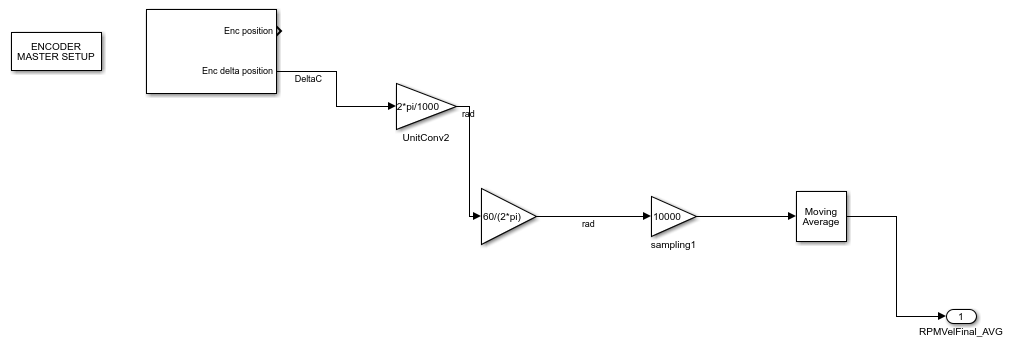 ENCODER
MASTER SETUP
Enc position
Enc delta position
DeltaC
2*pi/1000
rad
UnitConv2
60/(2*pi)
rad
10000
sampling1
Moving
Average
1
RPMVelFinal_AVG